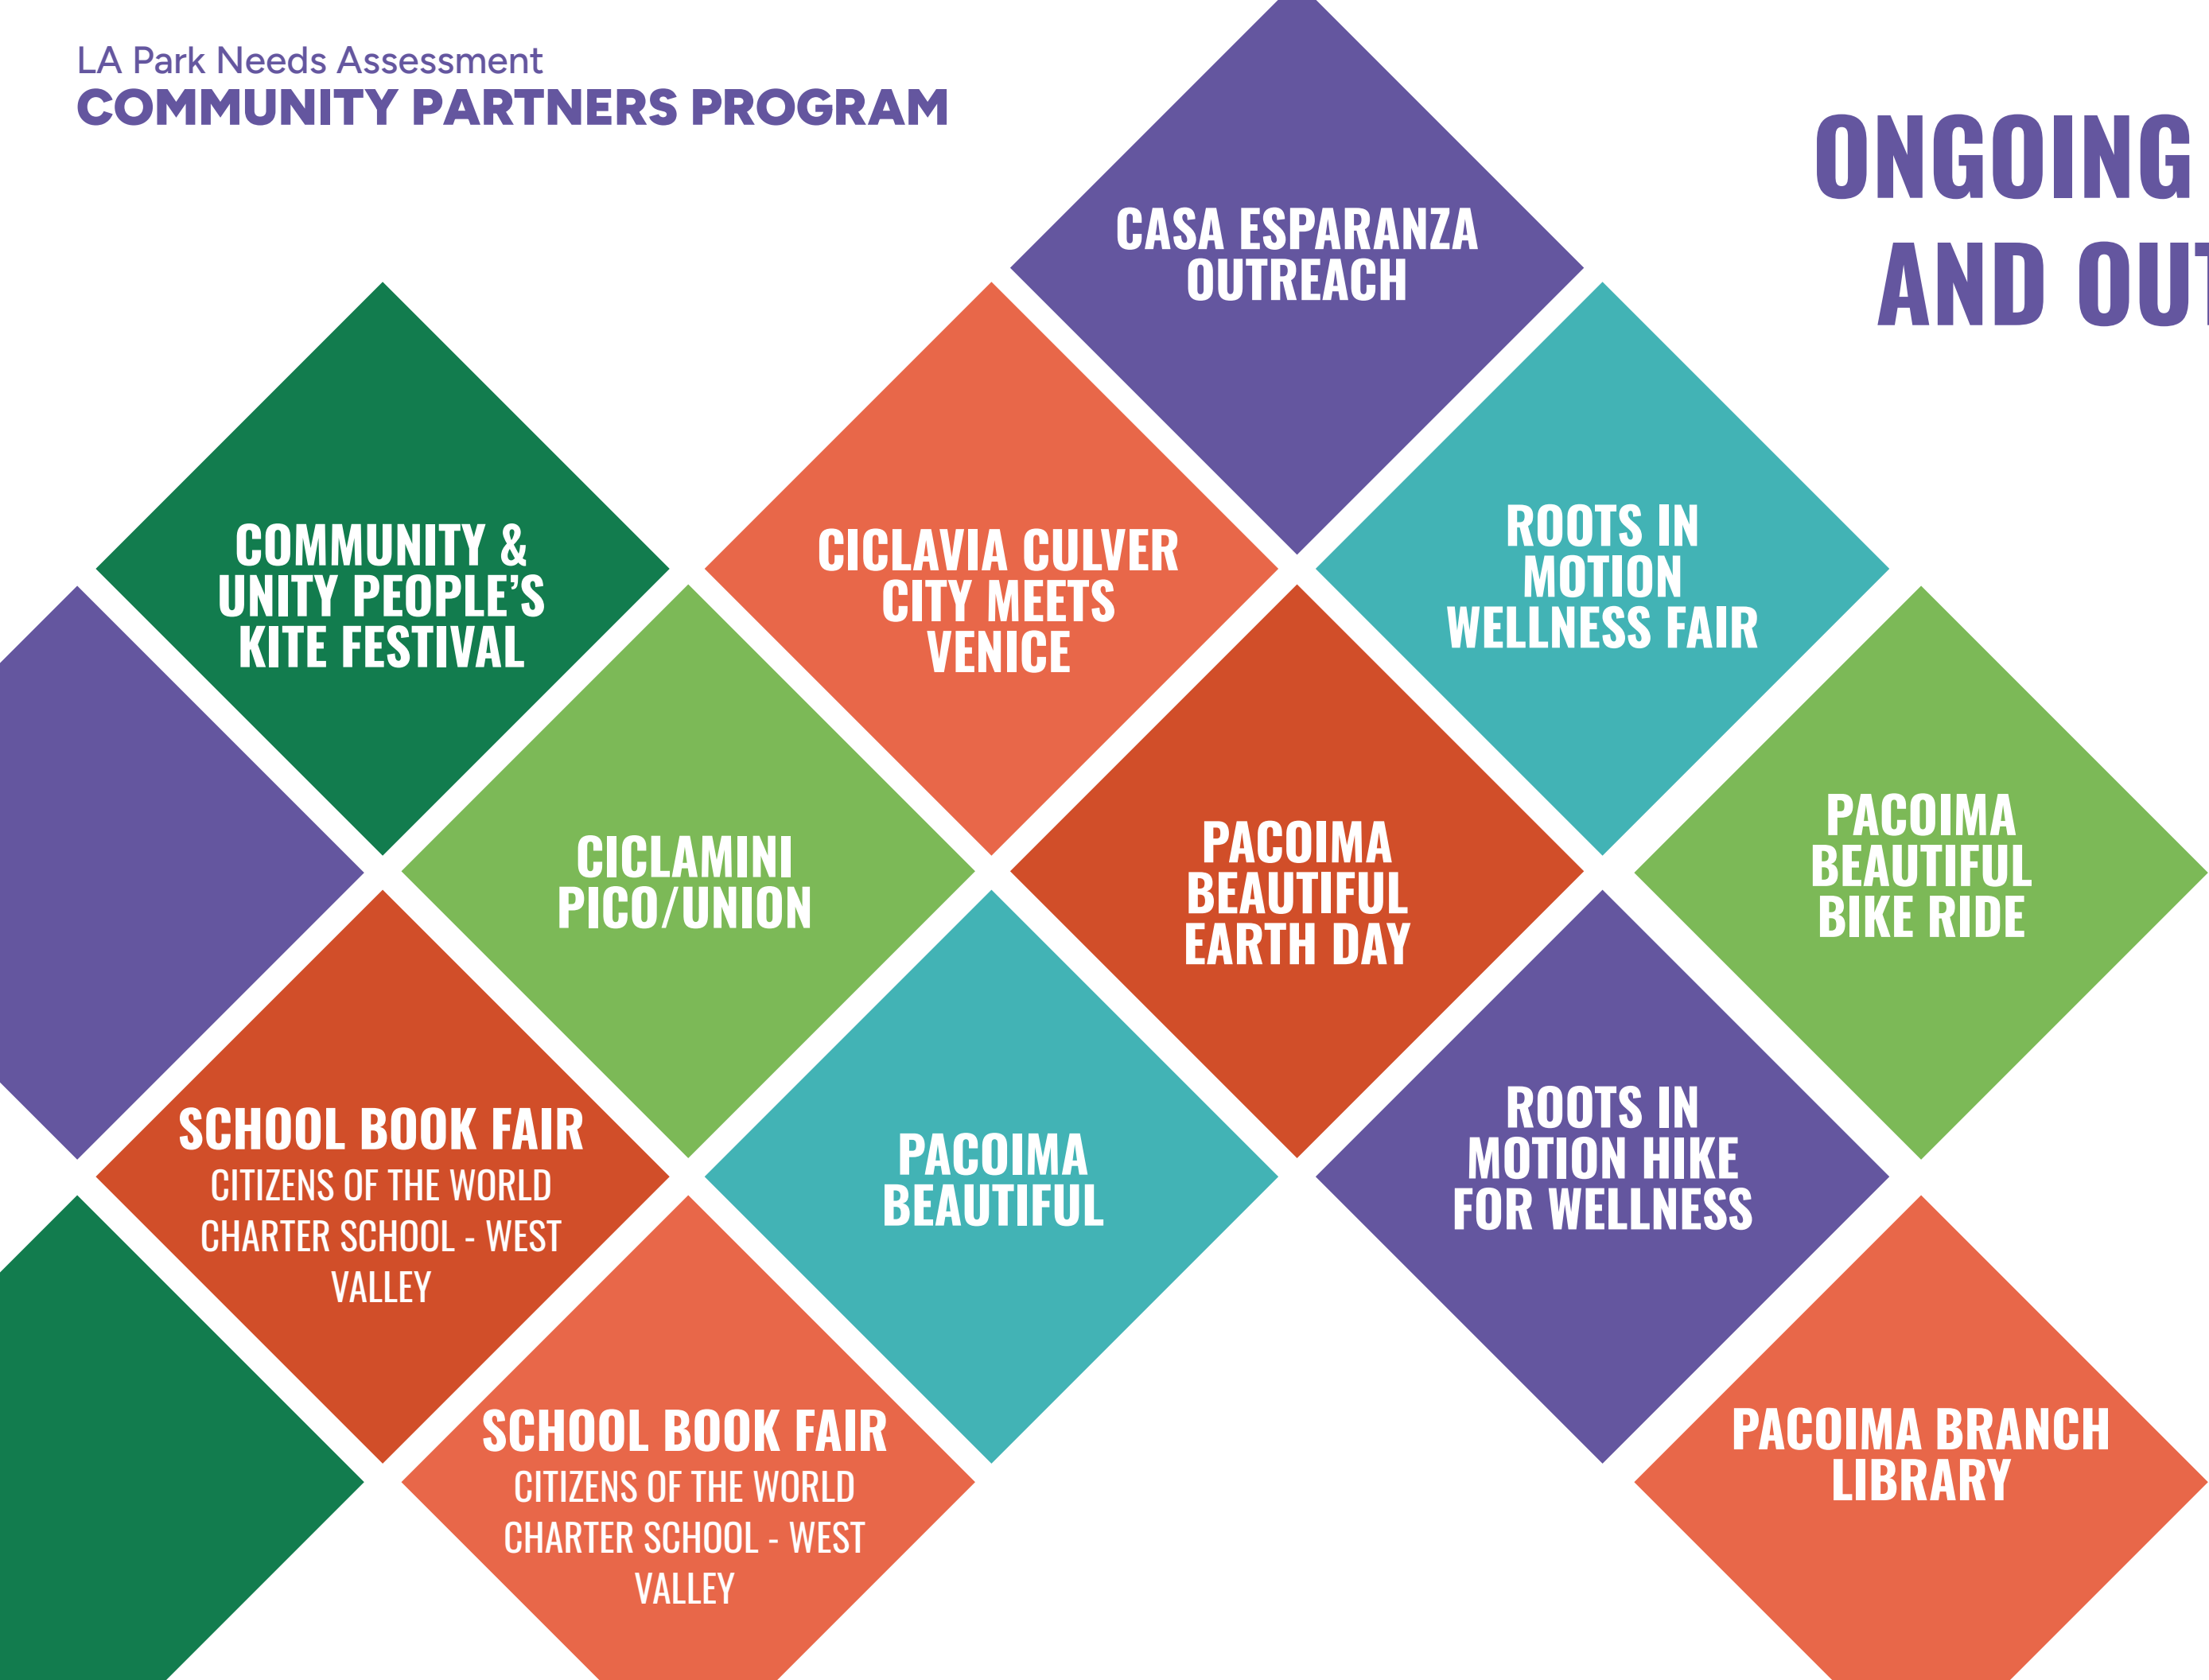 LA Park Needs Assessment
COMMUNITY PARTNERS PROGRAM
ONGOING
AND
CASA ESPARANZA
OUTREACH
COMMUNITY &
UNITY PEOPLE'S
KITE FESTIVAL
CICLAVIA CULVER
CITY MEETS
VENICE
ROOTS IN
MOTION
WELLNESS FAIR
CICLAMINI
PICO/UNION
PACOIMA
BEAUTIFUL
EARTH DAY
PACOIMA
BEAUTIFUL
BIKE RIDE
SCHOOL BOOK FAIR
CITIZENS OF THE WORLD
CHARTER SCHOOL - WEST
VALLEY
PACOIMA
BEAUTIFUL
ROOTS IN
MOTION HIKE
FOR WELLNESS
SCHOOL BOOK FAIR
CITIZENS OF THE WORLD
CHARTER SCHOOL - WEST
VALLEY
PACOIMA BRANCH
LIBRARY